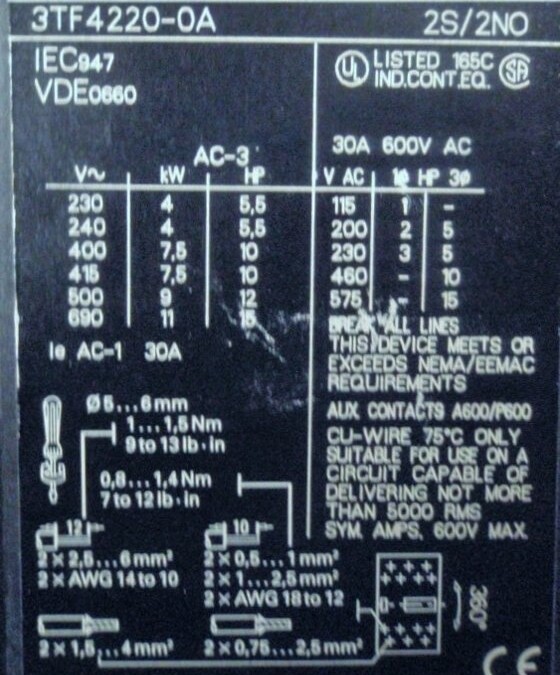 3TF4220-0A 2S/2NO
IEC947
VDE0660
UL LISTED 165C
IND.CONT.EQ. SA
AC-3
V~ kW HP
230 4 5,5
240 4 5,5
400 7,5 10
415 7,5 10
500 9 12
690 11 15
Ie AC-1 30A
Ø5...6mm
1...1,5Nm
9 to 13 lb·in
0,8...1,4Nm
7 to 12 lb·in
12
2×2,5...6mm²
2×AWG 14 to 10
10
2×0,5...1mm²
2×1...2,5mm²
2×AWG 18 to 12
2×1,5...4mm²
2×0,75...2,5mm²
30A 600V AC
V AC 1ø HP 3ø
115 1 -
200 2 5
230 3 5
460 - 10
575 - 15
BREAK ALL LINES
THIS DEVICE MEETS OR
EXCEEDS NEMA/EEMAC
REQUIREMENTS
AUX. CONTACTS A600/P600
CU-WIRE 75°C ONLY
SUITABLE FOR USE ON A
CIRCUIT CAPABLE OF
DELIVERING NOT MORE
THAN 5000 RMS
SYM. AMPS, 600V MAX.
360°
CE